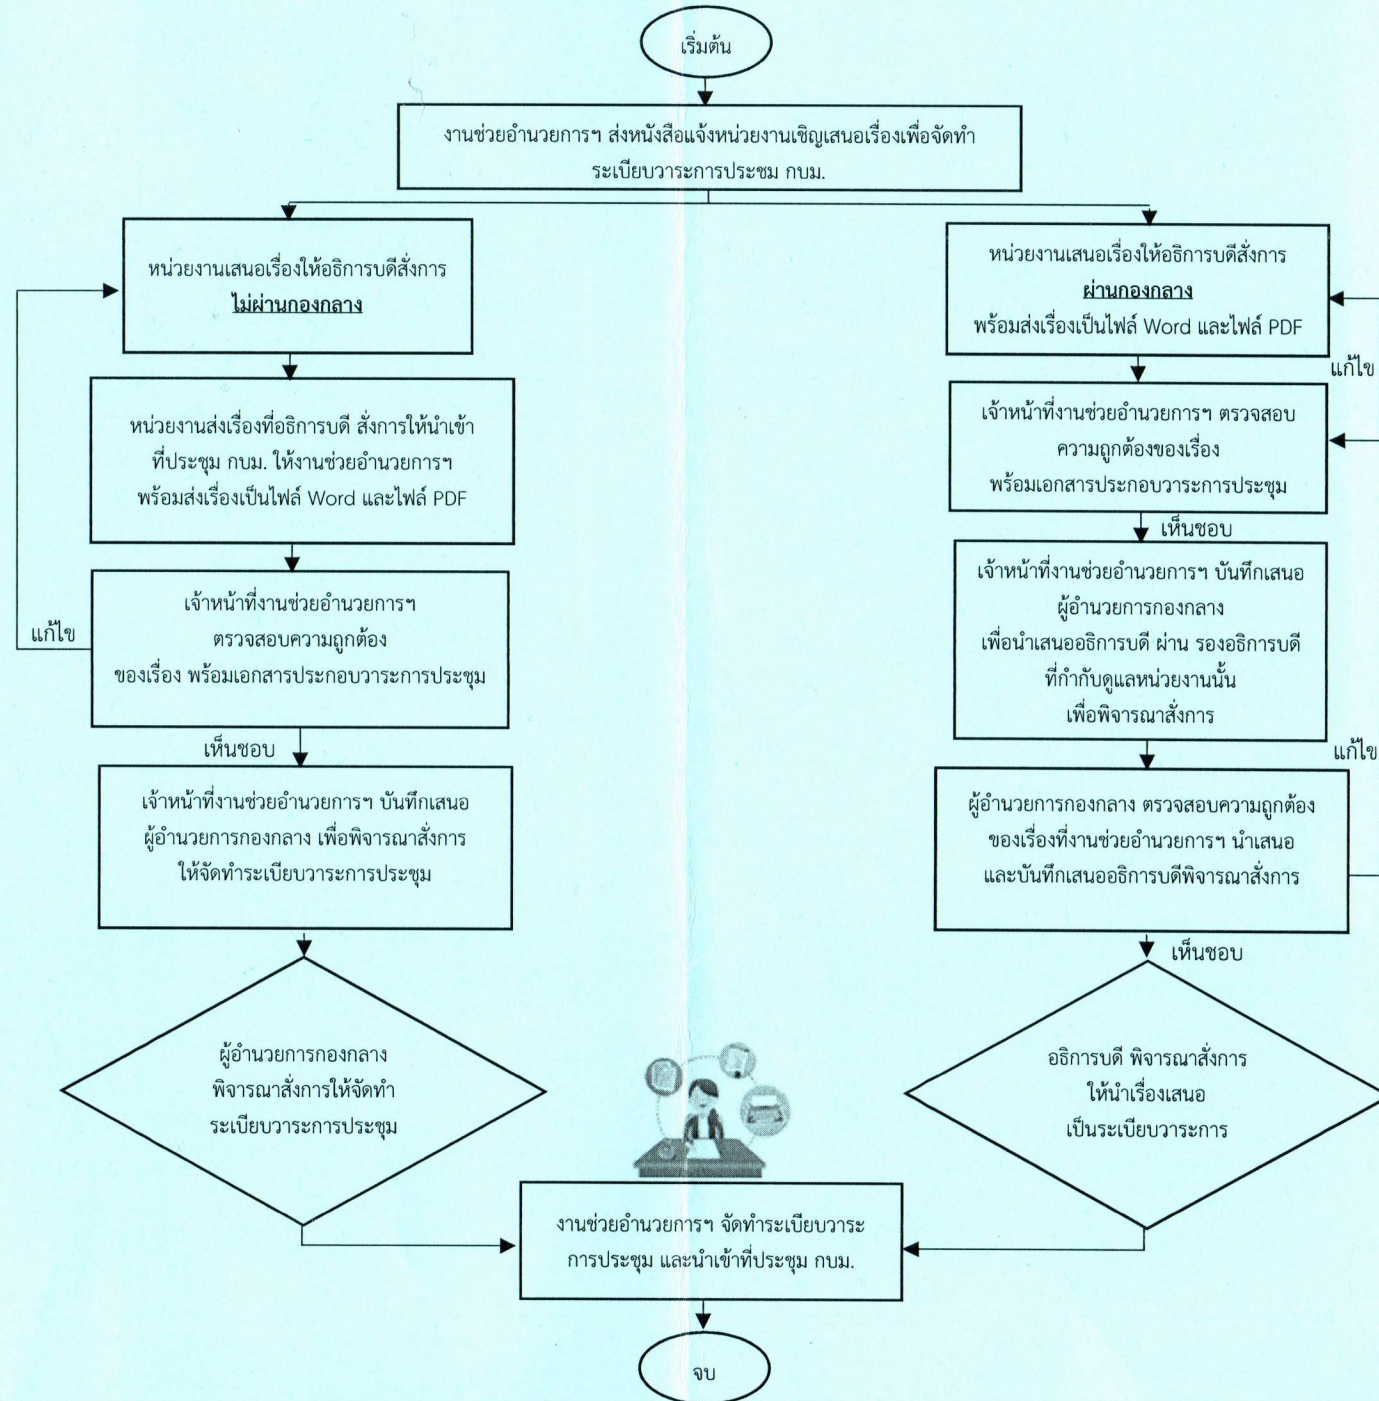 เริ่มต้น
งานช่วยอำนวยการฯ ส่งหนังสือแจ้งหน่วยงานเชิญเสนอเรื่องเพื่อจัดทำ
ระเบียบวาระการประชม กบม.
หน่วยงานเสนอเรื่องให้อธิการบดีสั่งการ
ไม่ผ่านกองกลาง
หน่วยงานส่งเรื่องที่อธิการบดี สั่งการให้นำเข้า
ที่ประชุม กบม. ให้งานช่วยอำนวยการฯ
พร้อมส่งเรื่องเป็นไฟล์ Word และไฟล์ PDF
เจ้าหน้าที่งานช่วยอำนวยการฯ
ตรวจสอบความถูกต้อง
ของเรื่อง พร้อมเอกสารประกอบวาระการประชุม
แก้ไข
เห็นชอบ
เจ้าหน้าที่งานช่วยอำนวยการฯ บันทึกเสนอ
ผู้อำนวยการกองกลาง เพื่อพิจารณาสั่งการ
ให้จัดทำระเบียบวาระการประชุม
ผู้อำนวยการกองกลาง
พิจารณาสั่งการให้จัดทำ
ระเบียบวาระการประชุม
หน่วยงานเสนอเรื่องให้อธิการบดีสั่งการ
ผ่านกองกลาง
พร้อมส่งเรื่องเป็นไฟล์ Word และไฟล์ PDF
แก้ไข
เจ้าหน้าที่งานช่วยอำนวยการฯ ตรวจสอบ
ความถูกต้องของเรื่อง
พร้อมเอกสารประกอบวาระการประชุม
เห็นชอบ
เจ้าหน้าที่งานช่วยอำนวยการฯ บันทึกเสนอ
ผู้อำนวยการกองกลาง
เพื่อนำเสนออธิการบดี ผ่าน รองอธิการบดี
ที่กำกับดูแลหน่วยงานนั้น
เพื่อพิจารณาสั่งการ
แก้ไข
ผู้อำนวยการกองกลาง ตรวจสอบความถูกต้อง
ของเรื่องที่งานช่วยอำนวยการฯ นำเสนอ
และบันทึกเสนออธิการบดีพิจารณาสั่งการ
เห็นชอบ
อธิการบดี พิจารณาสั่งการ
ให้นำเรื่องเสนอ
เป็นระเบียบวาระการ
งานช่วยอำนวยการฯ จัดทำระเบียบวาระ
การประชุม และนำเข้าที่ประชุม กบม.
จบ